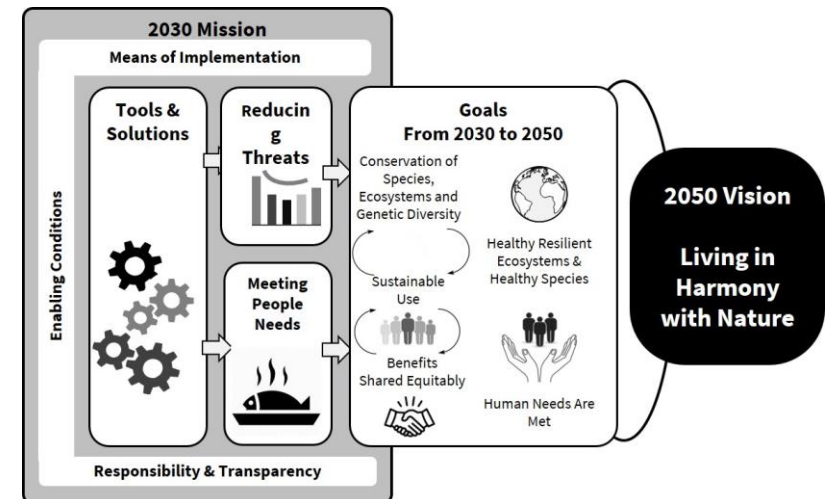 2030 Mission
Means of Implementation
Enabling Conditions
Tools &
Solutions
Reducin
g
Threats
Meeting
People
Needs
Goals
From 2030 to 2050
Conservation of
Species,
Ecosystems and
Genetic Diversity
Sustainable
Use
Benefits
Shared Equitably
Healthy Resilient
Ecosystems &
Healthy Species
Human Needs Are
Met
2050 Vision
Living in
Harmony
with Nature
Responsibility & Transparency